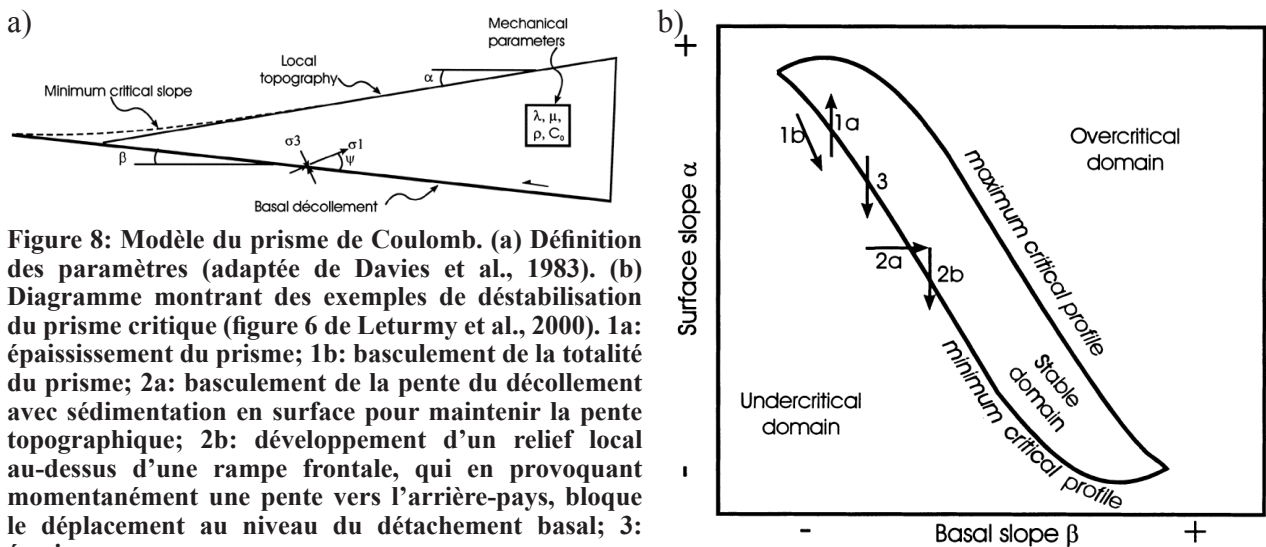 a)
Mechanical
parameters
Local
topography
α
Minimum critical slope
λ, μ,
ρ, C₀
σ3
σ1
ψ
β
Basal décollement
Figure 8: Modèle du prisme de Coulomb. (a) Définition
des paramètres (adaptée de Davies et al., 1983). (b)
Diagramme montrant des exemples de déstabilisation
du prisme critique (figure 6 de Leturmy et al., 2000). 1a:
épaississement du prisme; 1b: basculement de la totalité
du prisme; 2a: basculement de la pente du décollement
avec sédimentation en surface pour maintenir la pente
topographique; 2b: développement d'un relief local
au-dessus d'une rampe frontale, qui en provoquant
momentanément une pente vers l'arrière-pays, bloque
le déplacement au niveau du détachement basal; 3:
b)
+
Surface slope α
-
1b
1a
3
2a
2b
Overcritical
domain
maximum critical profile
Stable
domain
minimum critical profile
Undercritical
domain
-
Basal slope β
+